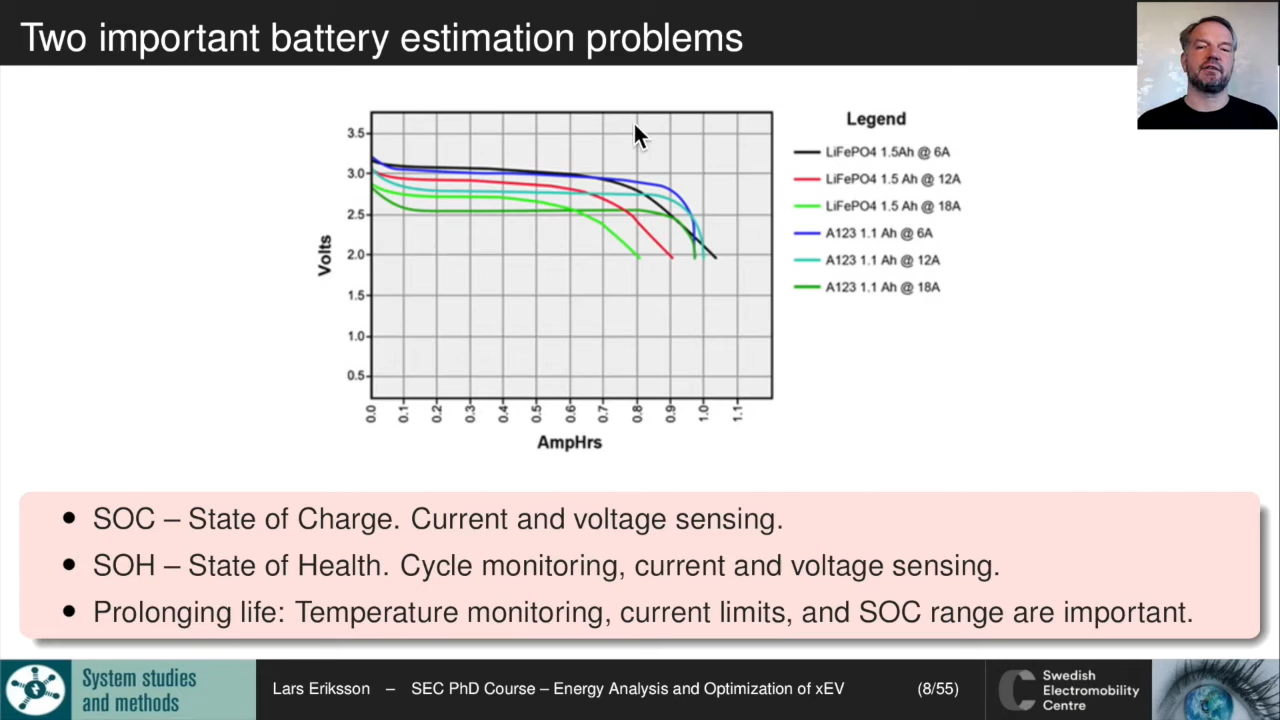 Two important battery estimation problems
3.5
3.0
2.5
2.0
1.5
1.0
0.5
Volts
0.0
0.1
0.2
0.3
0.4
0.5
0.6
0.7
0.8
0.9
1.0
1.1
AmpHrs
Legend
LiFePO4 1.5Ah @ 6A
LiFePO4 1.5 Ah @ 12A
LiFePO4 1.5 Ah @ 18A
A123 1.1 Ah @ 6A
A123 1.1 Ah @ 12A
A123 1.1 Ah @ 18A
• SOC – State of Charge. Current and voltage sensing.
• SOH – State of Health. Cycle monitoring, current and voltage sensing.
• Prolonging life: Temperature monitoring, current limits, and SOC range are important.
System studies
and methods
Lars Eriksson – SEC PhD Course – Energy Analysis and Optimization of xEV (8/55)
Swedish
Electromobility
Centre